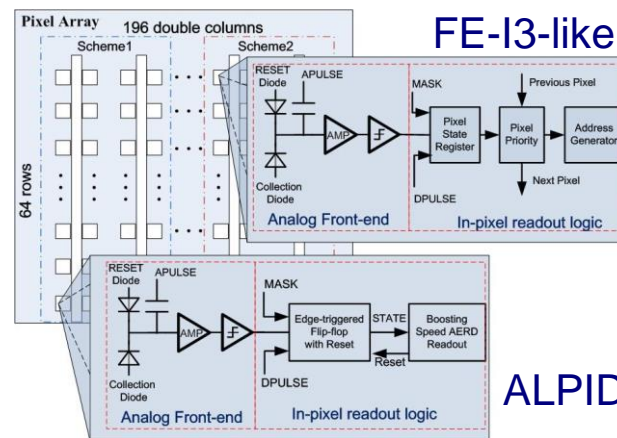 Pixel Array
196 double columns
FE-I3-like
Scheme1
Scheme2
64 rows
RESET
Diode
APULSE
MASK
Previous Pixel
AMP
Pixel
State
Register
Pixel
Priority
Address
Generator
Collection
Diode
DPULSE
Next Pixel
Analog Front-end
In-pixel readout logic
RESET
Diode
APULSE
MASK
AMP
Edge-triggered
Flip-flop
with Reset
STATE
Reset
Boosting
Speed AERD
Readout
Collection
Diode
DPULSE
Analog Front-end
In-pixel readout logic
ALPID